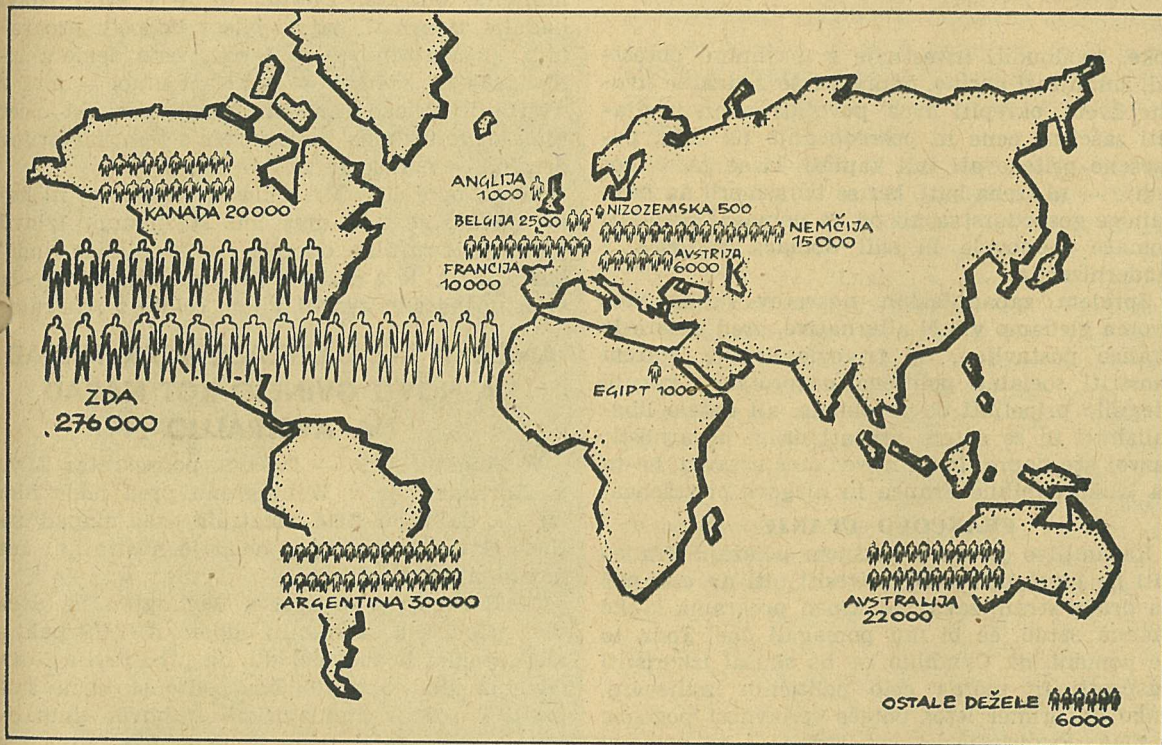 KANADA 20000
ANGLIJA
1000
BELGIJA 2500
NIZOZEMSKA 500
NEMČIJA
15000
FRANCIJA
10000
AVSTRIJA
6000
ZDA
276000
EGIPT 1000
ARGENTINA 30000
AVSTRALIJA
22000
OSTALE DEŽELE
6000